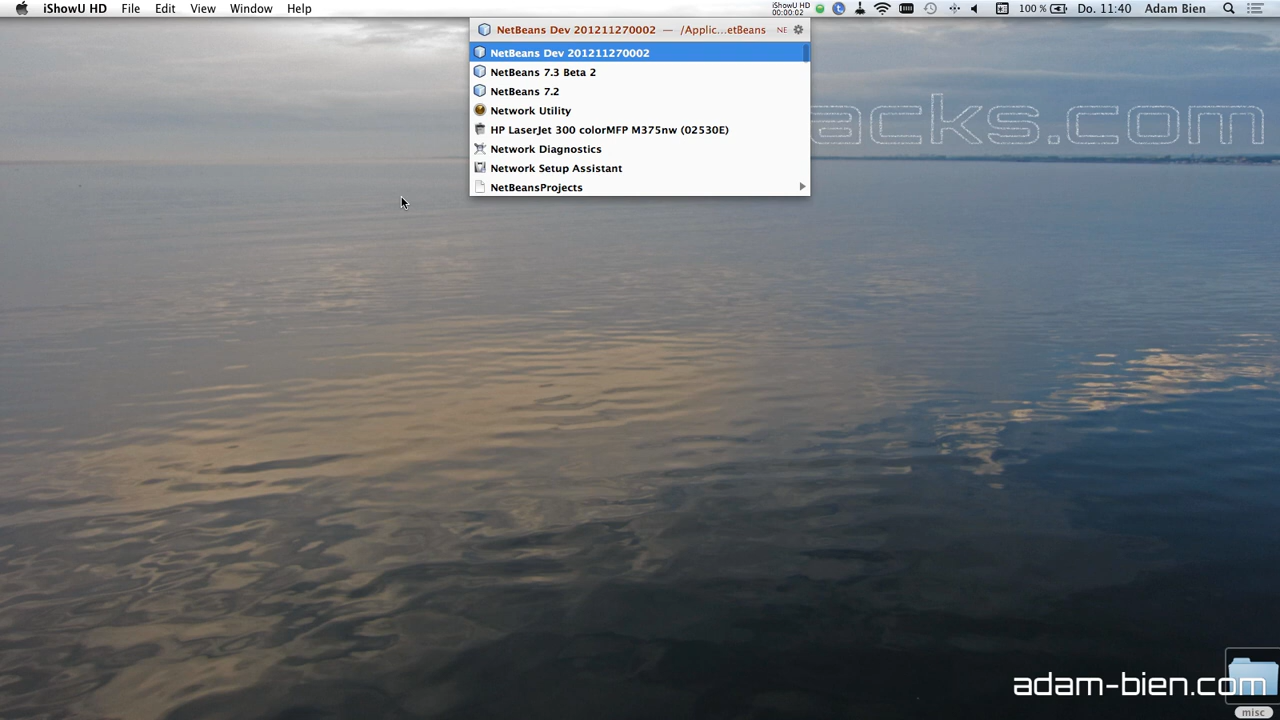 iShowU HD File Edit View Window Help
iShowU HD
00:00:02
100 % Do. 11:40 Adam Bien
NetBeans Dev 201211270002 — /Applic...etBeans NE
NetBeans Dev 201211270002
NetBeans 7.3 Beta 2
NetBeans 7.2
Network Utility
HP LaserJet 300 colorMFP M375nw (02530E)
Network Diagnostics
Network Setup Assistant
NetBeansProjects
acks.com
adam-bien.com
misc